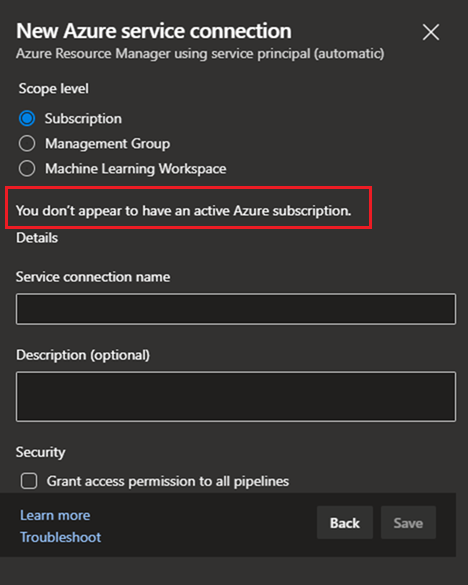 New Azure service connection
Azure Resource Manager using service principal (automatic)
Scope level
Subscription
Management Group
Machine Learning Workspace
You don’t appear to have an active Azure subscription.
Details
Service connection name
Description (optional)
Security
Grant access permission to all pipelines
Learn more
Troubleshoot
Back
Save